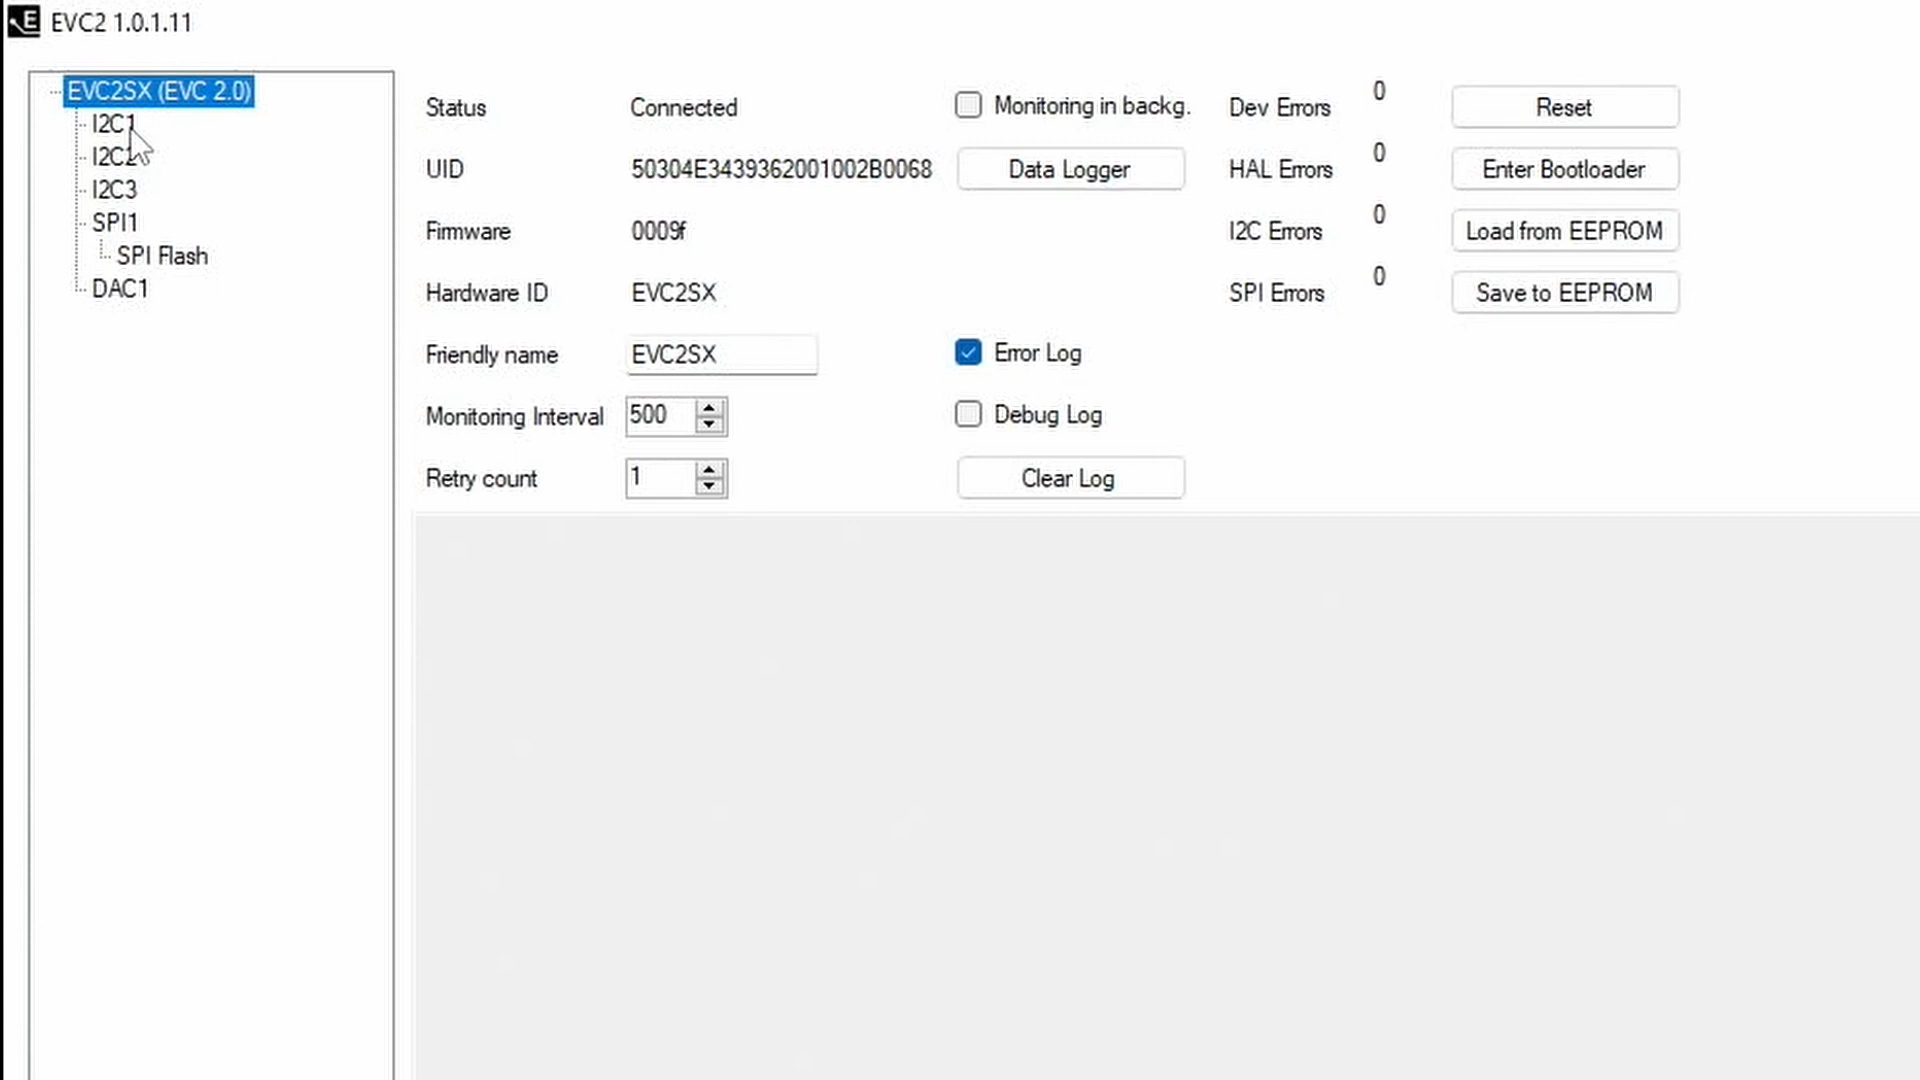 EVC2 1.0.1.11
EVC2SX (EVC 2.0)
I2C1
I2C2
I2C3
SPI1
SPI Flash
DAC1
Status Connected Monitoring in backg. Dev Errors 0 Reset
UID 50304E3439362001002B0068 Data Logger HAL Errors 0 Enter Bootloader
Firmware 0009f I2C Errors 0 Load from EEPROM
Hardware ID EVC2SX SPI Errors 0 Save to EEPROM
Friendly name EVC2SX Error Log
Monitoring Interval 500 Debug Log
Retry count 1 Clear Log